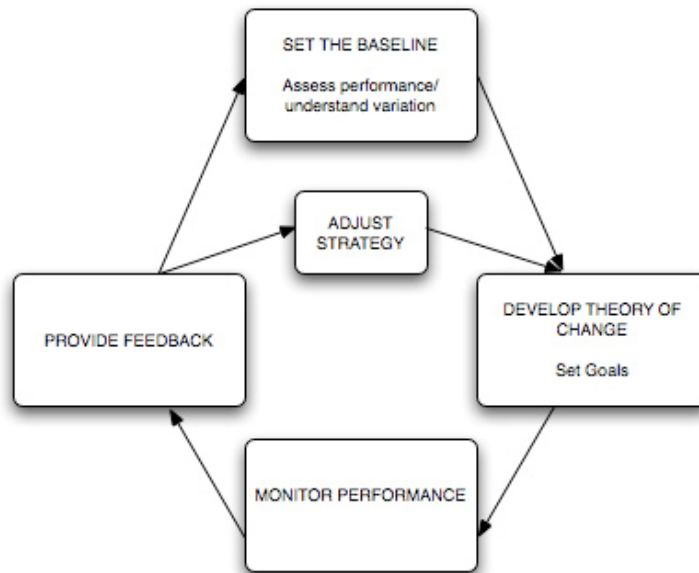 SET THE BASELINE
Assess performance/
understand variation
ADJUST
STRATEGY
PROVIDE FEEDBACK
DEVELOP THEORY OF
CHANGE
Set Goals
MONITOR PERFORMANCE